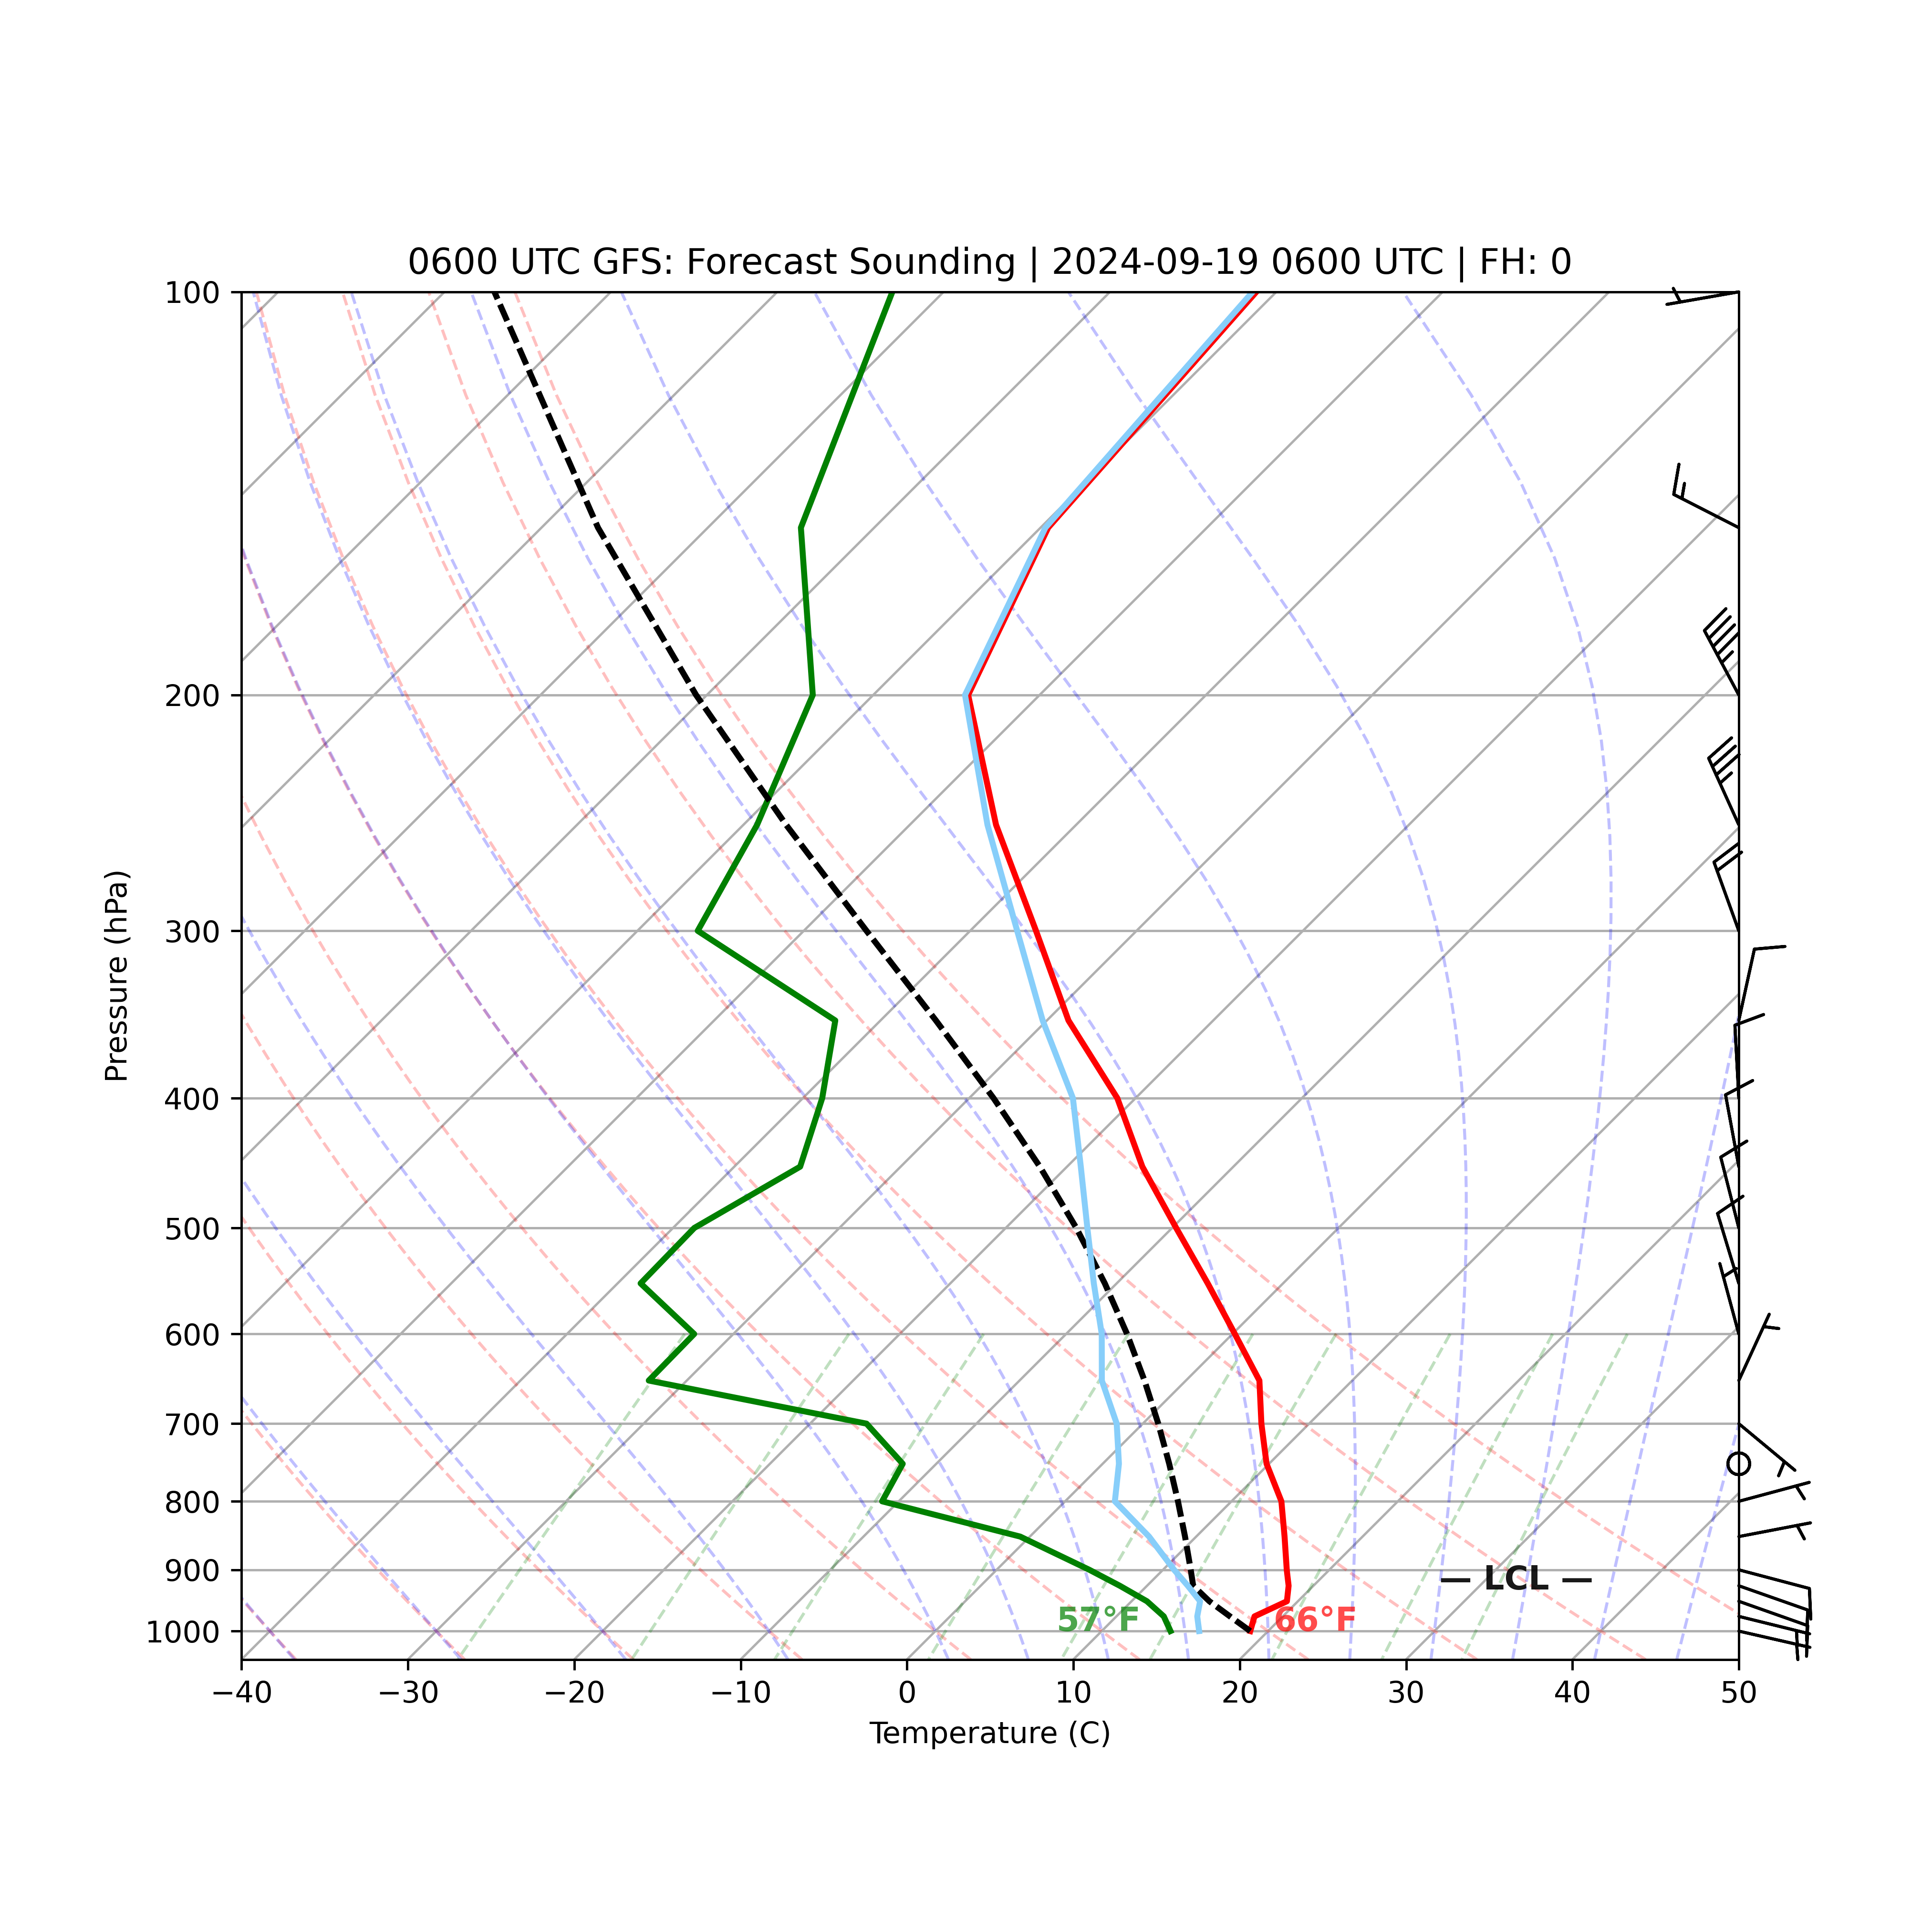 0600 UTC GFS: Forecast Sounding | 2024-09-19 0600 UTC | FH: 0
100
200
300
400
500
600
700
800
900
1000
Pressure (hPa)
— LCL —
57°F
66°F
−40 −30 −20 −10 0 10 20 30 40 50
Temperature (C)